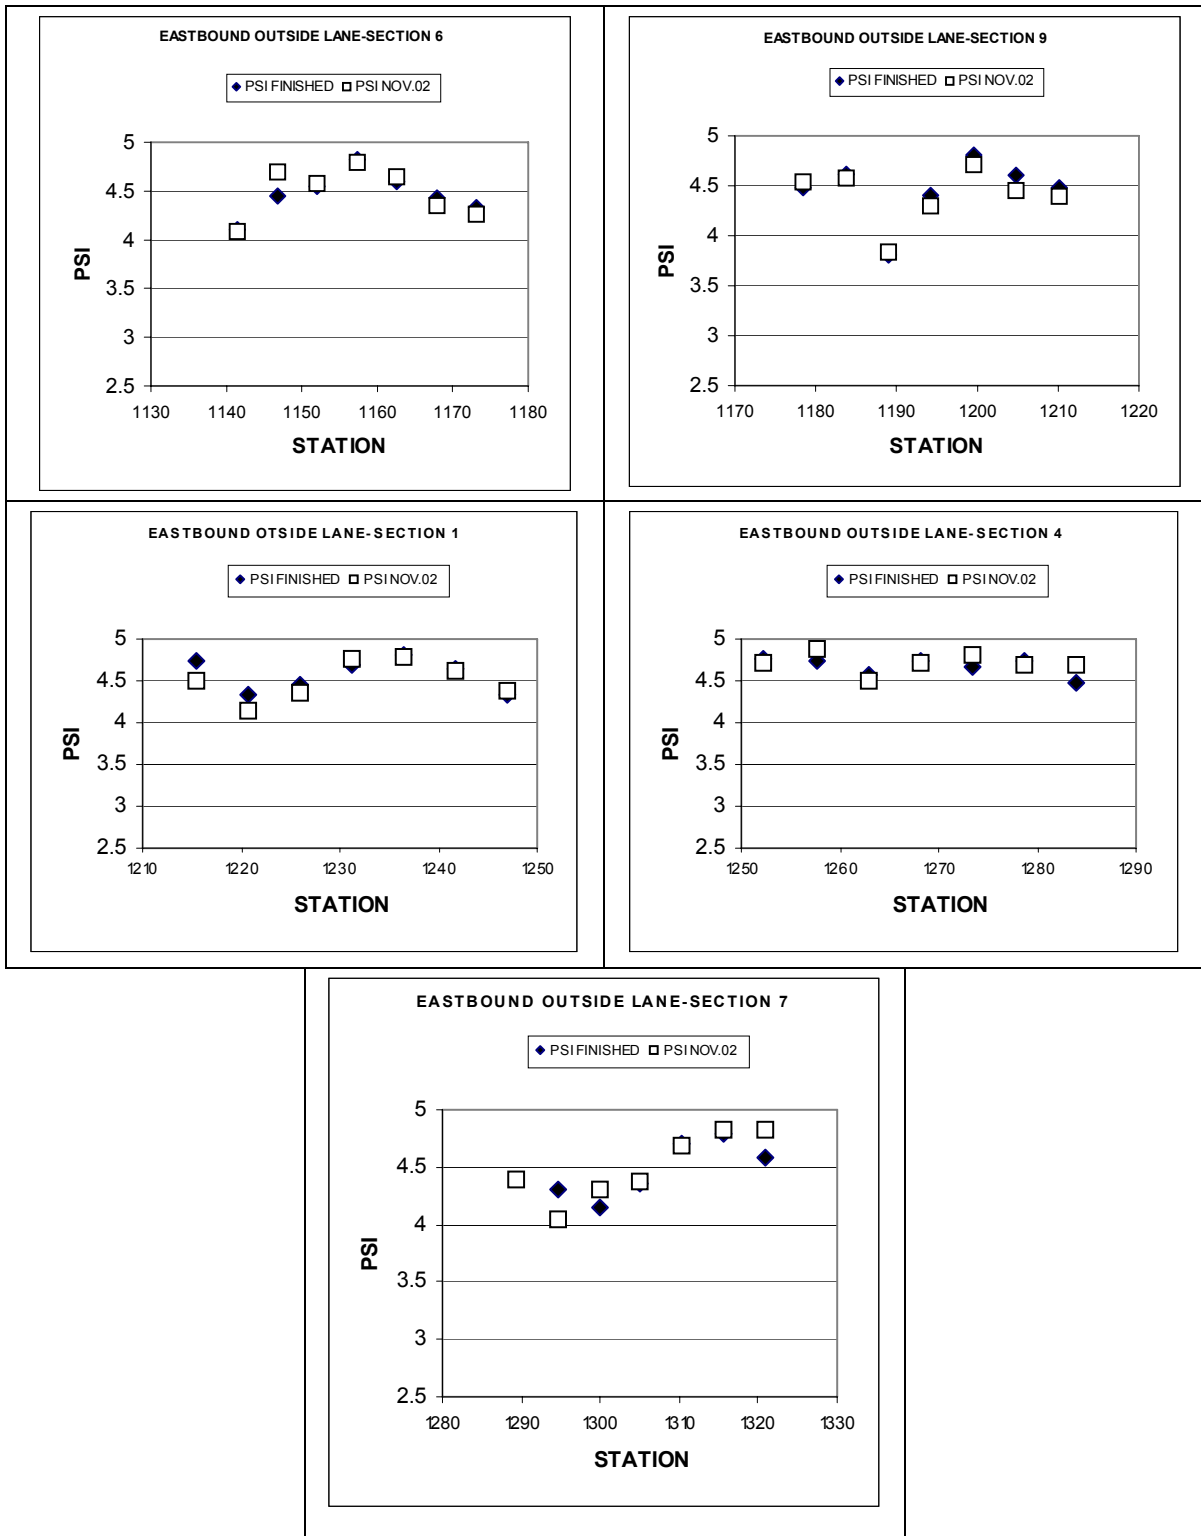 EASTBOUND OUTSIDE LANE-SECTION 6
PSI FINISHED PSI NOV.02
5
4.5
4
3.5
3
2.5
PSI
1130 1140 1150 1160 1170 1180
STATION
EASTBOUND OUTSIDE LANE-SECTION 9
PSI FINISHED PSI NOV.02
5
4.5
4
3.5
3
2.5
PSI
1170 1180 1190 1200 1210 1220
STATION
EASTBOUND OTSIDE LANE-SECTION 1
PSI FINISHED PSI NOV.02
5
4.5
4
3.5
3
2.5
PSI
1210 1220 1230 1240 1250
STATION
EASTBOUND OUTSIDE LANE-SECTION 4
PSI FINISHED PSI NOV.02
5
4.5
4
3.5
3
2.5
PSI
1250 1260 1270 1280 1290
STATION
EASTBOUND OUTSIDE LANE-SECTION 7
PSI FINISHED PSI NOV.02
5
4.5
4
3.5
3
2.5
PSI
1280 1290 1300 1310 1320 1330
STATION